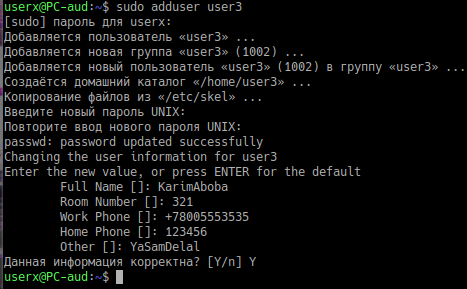 userx@PC-aud:~$ sudo adduser user3
[sudo] пароль для userx:
Добавляется пользователь «user3» ...
Добавляется новая группа «user3» (1002) ...
Добавляется новый пользователь «user3» (1002) в группу «user3» ...
Создаётся домашний каталог «/home/user3» ...
Копирование файлов из «/etc/skel» ...
Введите новый пароль UNIX:
Повторите ввод нового пароля UNIX:
passwd: password updated successfully
Changing the user information for user3
Enter the new value, or press ENTER for the default
Full Name []: KarimAboba
Room Number []: 321
Work Phone []: +78005553535
Home Phone []: 123456
Other []: YaSamDelal
Данная информация корректна? [Y/n] Y
userx@PC-aud:~$